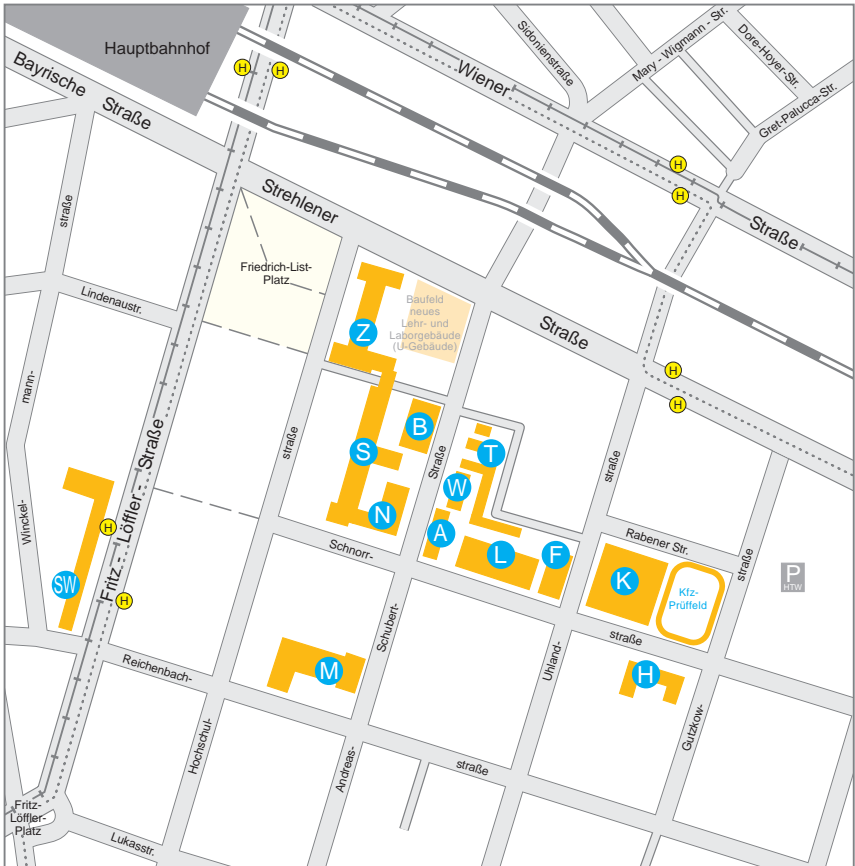 Hauptbahnhof
Bayrische
Straße
H
H
Wiener
Straße
Sidonienstraße
Mary - Wigmann - Str.
Dore-Hoyer-Str.
Gret-Palucca-Str.
H
H
Strehlener
Straße
Friedrich-List-
Platz
straße
Lindenaustr.
mann-
Winckel-
Baufeld
neues
Lehr- und
Laborgebäude
(U-Gebäude)
Z
H
H
B
S
T
W
N
A
L
F
K
straße
Straße
straße
Straße
Löffler -
Fritz -
H
H
SW
Schnorr-
Rabener Str.
straße
P
HTW
Kfz-
Prüffeld
straße
M
H
Reichenbach-
Schubert-
Uhland-
Gutzkow-
Hochschul-
Andreas-
straße
Fritz-
Löffler-
Platz
Lukasstr.